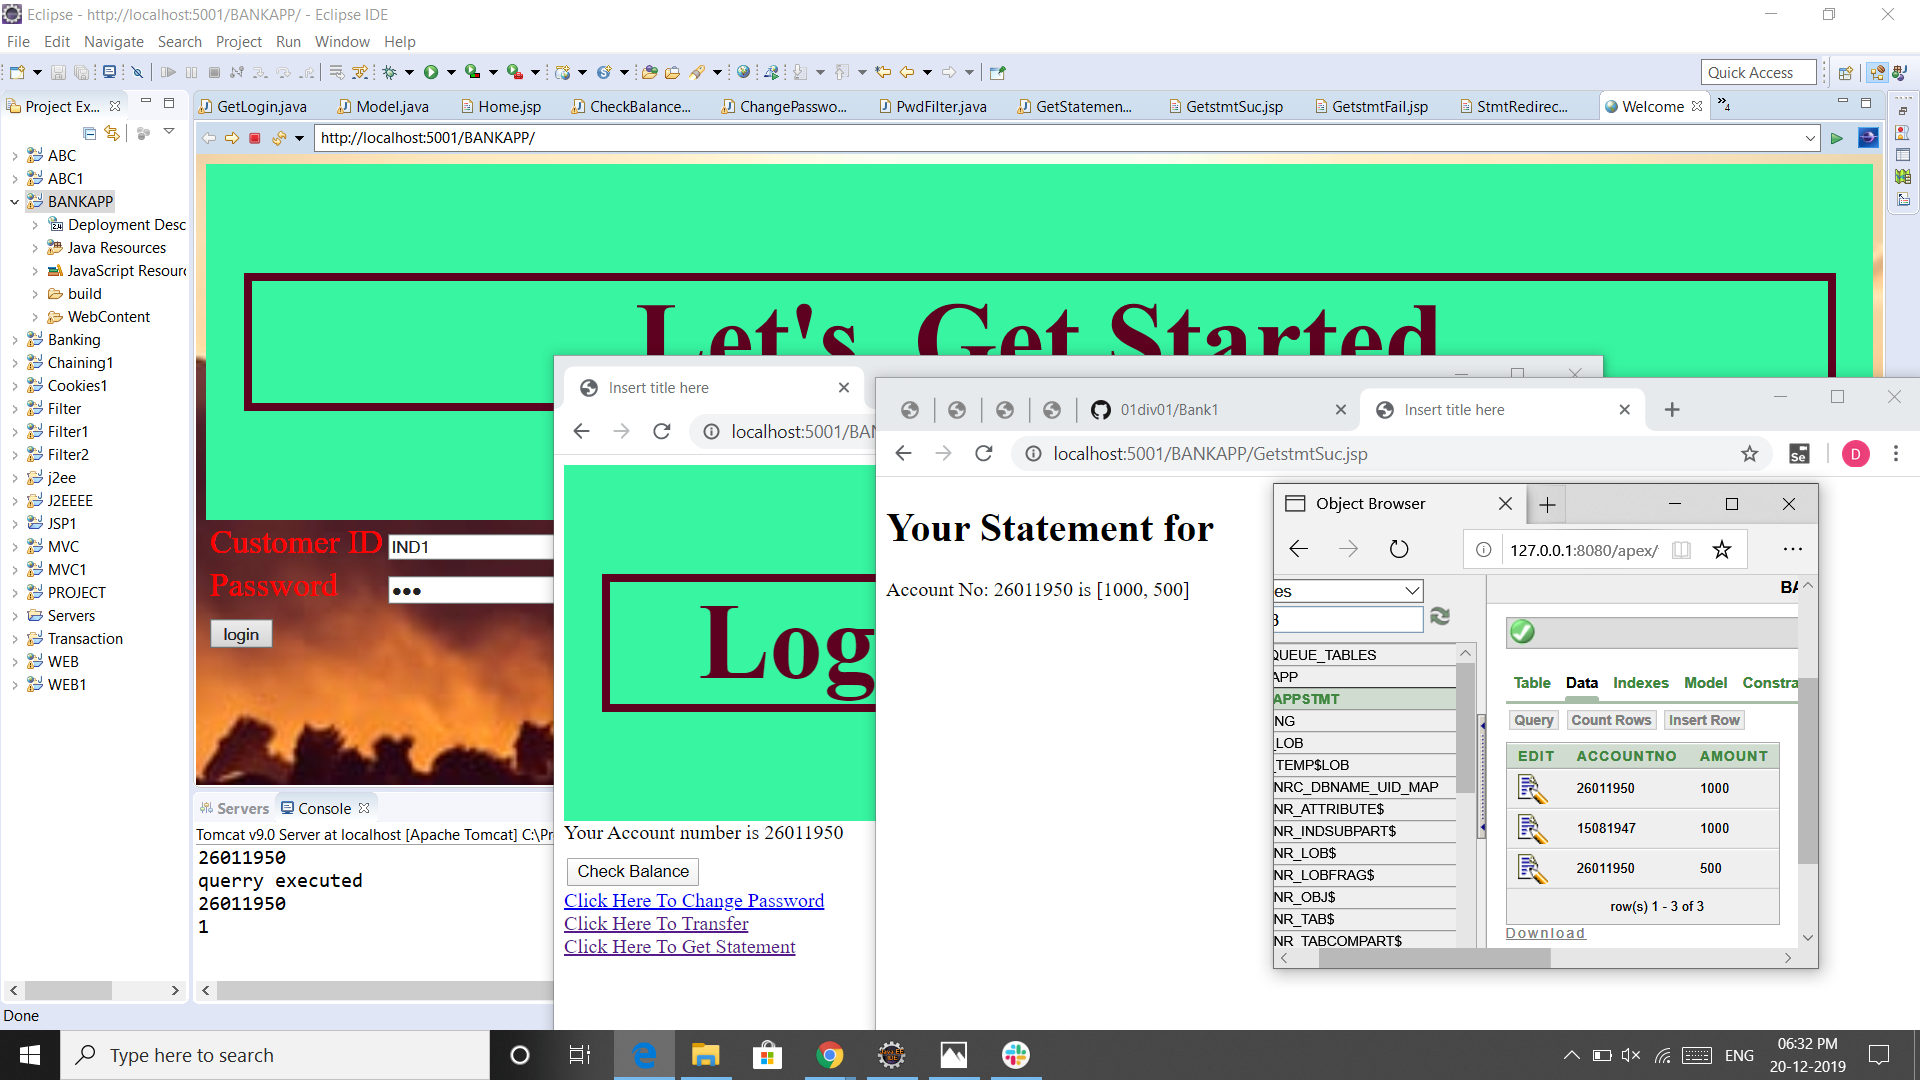 Eclipse - http://localhost:5001/BANKAPP/ - Eclipse IDE
File Edit Navigate Search Project Run Window Help
Quick Access
Project Ex...
GetLogin.java Model.java Home.jsp CheckBalance... ChangePasswo... PwdFilter.java GetStatemen... GetstmtSuc.jsp GetstmtFail.jsp StmtRedirec... Welcome »4
http://localhost:5001/BANKAPP/
ABC
ABC1
BANKAPP
Deployment Desc
Java Resources
JavaScript Resour
build
WebContent
Banking
Chaining1
Cookies1
Filter
Filter1
Filter2
j2ee
J2EEEE
JSP1
MVC
MVC1
PROJECT
Servers
Transaction
WEB
WEB1
Let's Get Started
Customer ID IND1
Password •••
login
Servers Console
Tomcat v9.0 Server at localhost [Apache Tomcat] C:\Pr
26011950
querry executed
26011950
1
Done
Insert title here
localhost:5001/BAN
Log
Your Account number is 26011950
Check Balance
Click Here To Change Password
Click Here To Transfer
Click Here To Get Statement
01div01/Bank1
Insert title here
localhost:5001/BANKAPP/GetstmtSuc.jsp
Se
D
Your Statement for
Account No: 26011950 is [1000, 500]
Object Browser
127.0.0.1:8080/apex/
es
QUEUE_TABLES
APP
APPSTMT
NG
_LOB
_TEMP$LOB
NRC_DBNAME_UID_MAP
NR_ATTRIBUTE$
NR_INDSUBPART$
NR_LOB$
NR_LOBFRAG$
NR_OBJ$
NR_TAB$
NR_TABCOMPART$
BA
Table Data Indexes Model Constra
Query Count Rows Insert Row
EDIT ACCOUNTNO AMOUNT
26011950 1000
15081947 1000
26011950 500
row(s) 1 - 3 of 3
Download
Type here to search
ENG
06:32 PM
20-12-2019